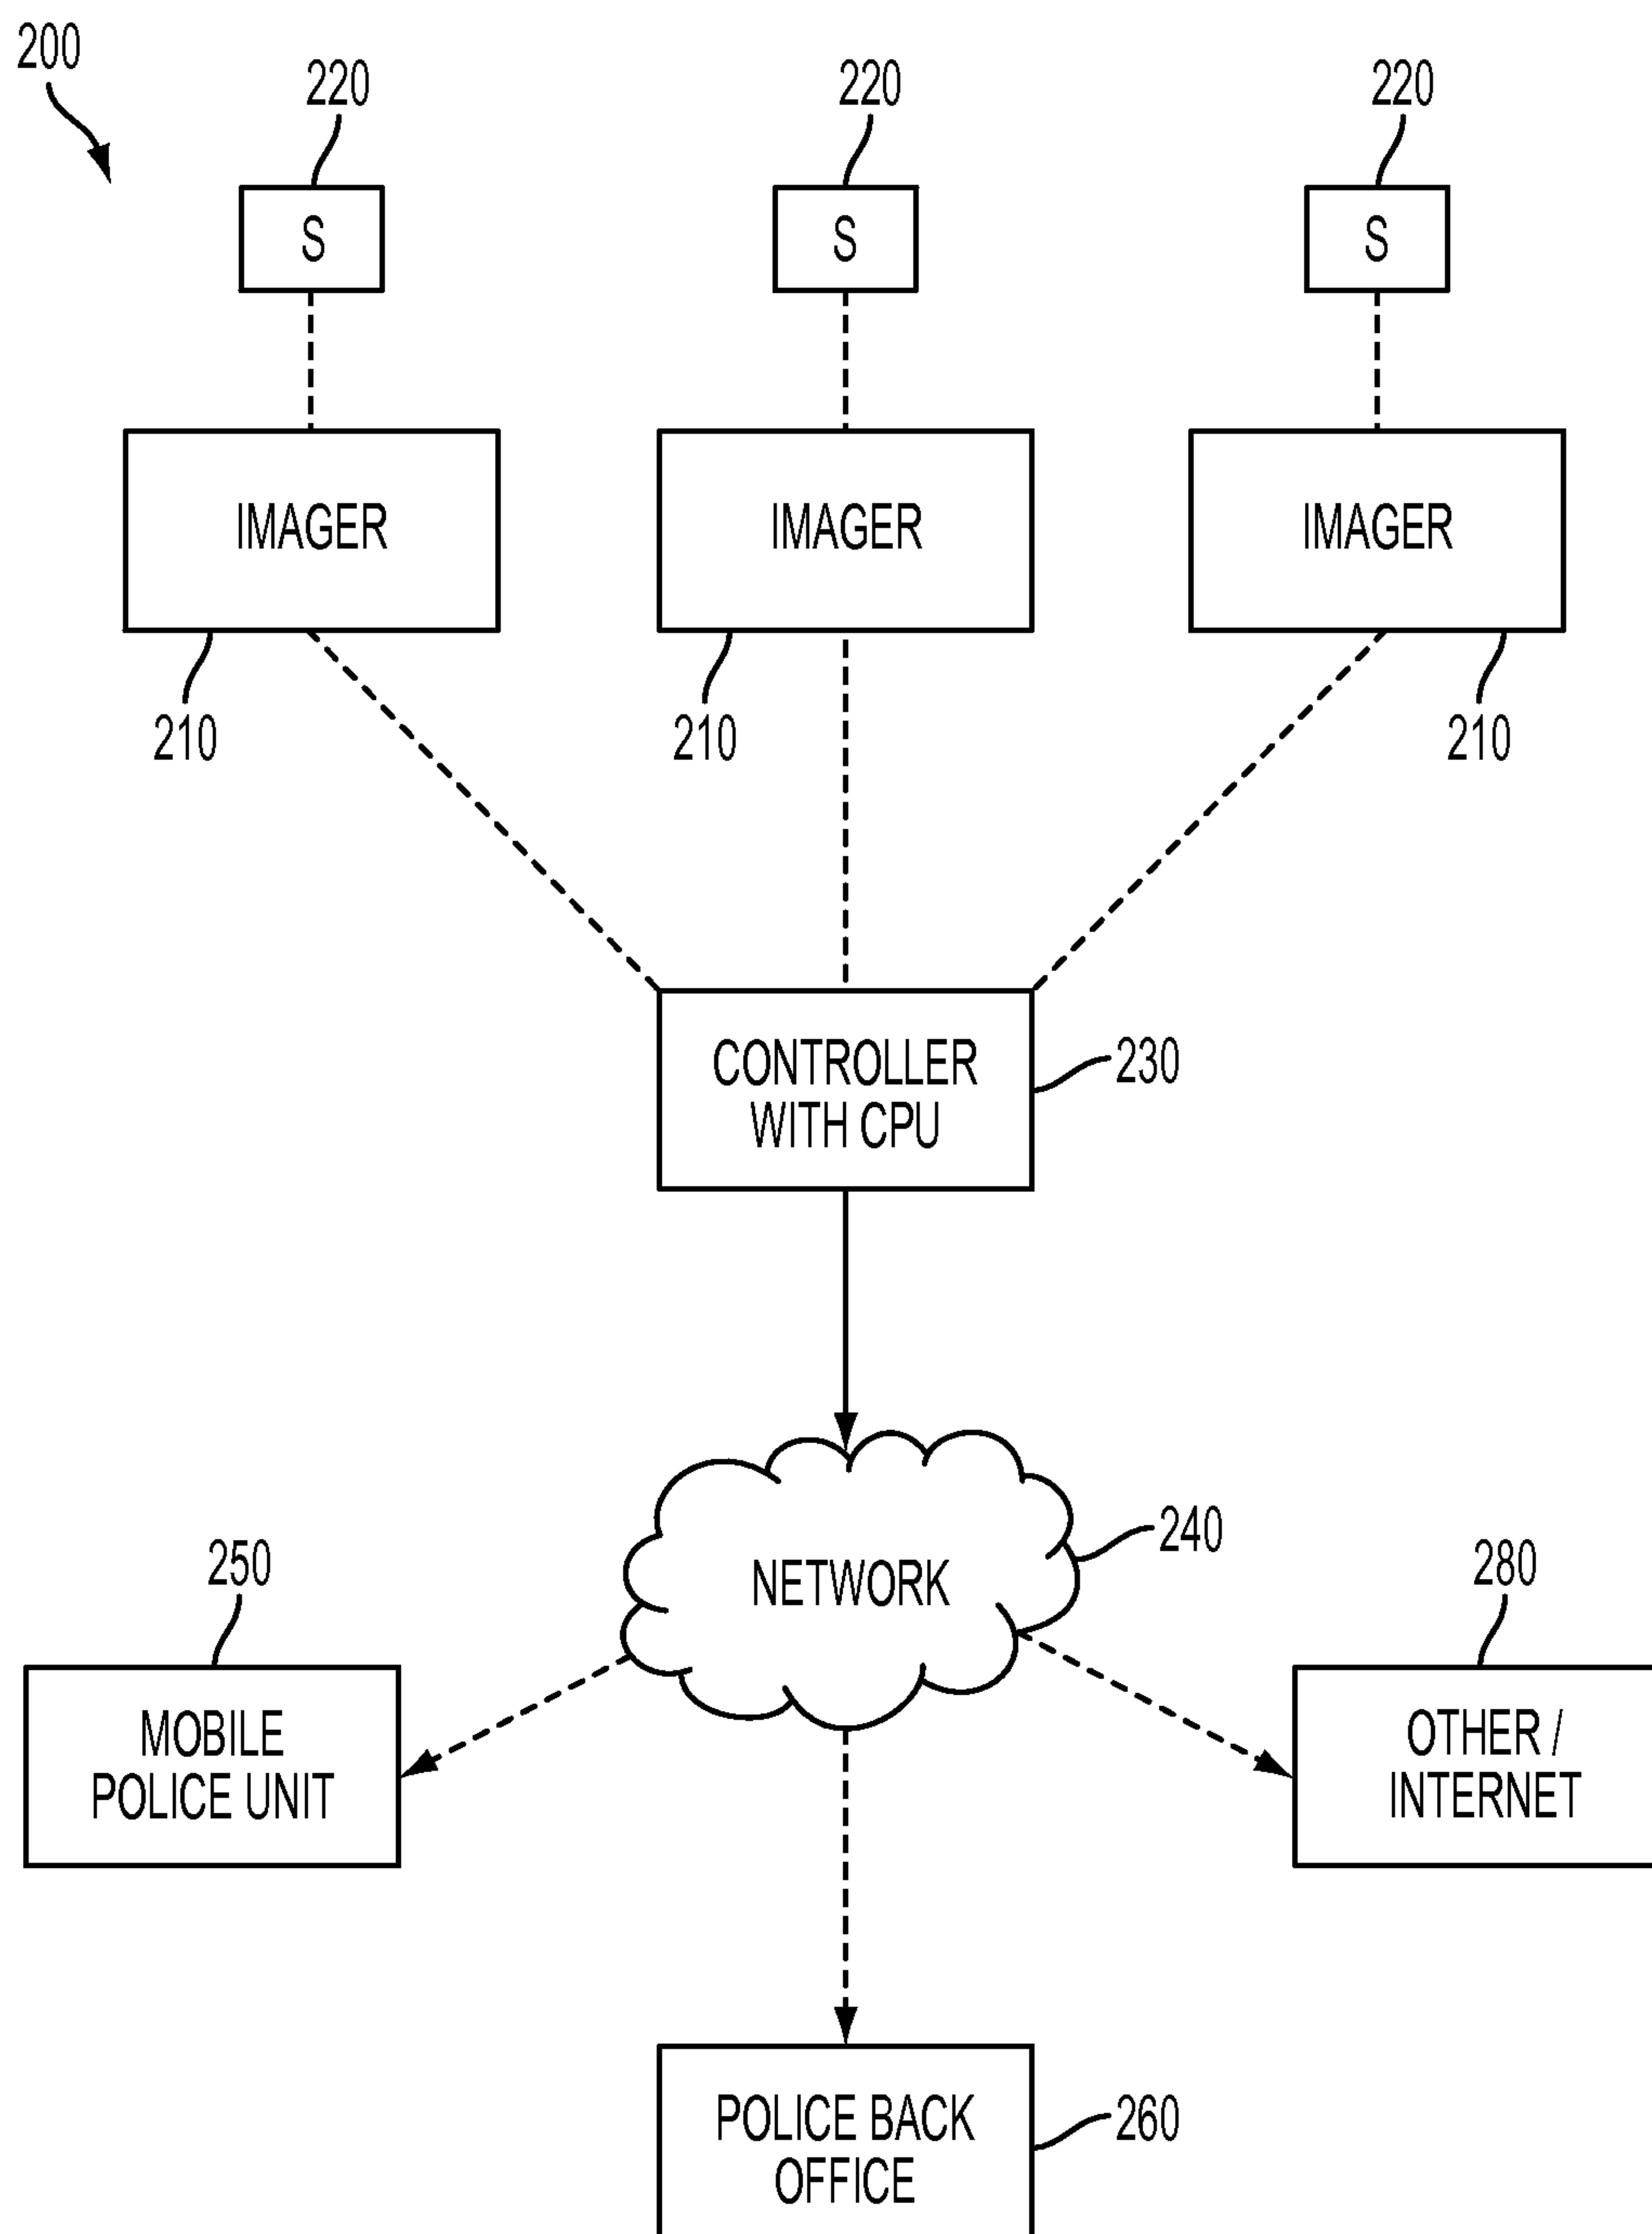 200
220
220
220
S
S
S
IMAGER
IMAGER
IMAGER
210
210
210
CONTROLLER
WITH CPU
230
NETWORK
240
250
280
MOBILE
POLICE UNIT
OTHER /
INTERNET
POLICE BACK
OFFICE
260